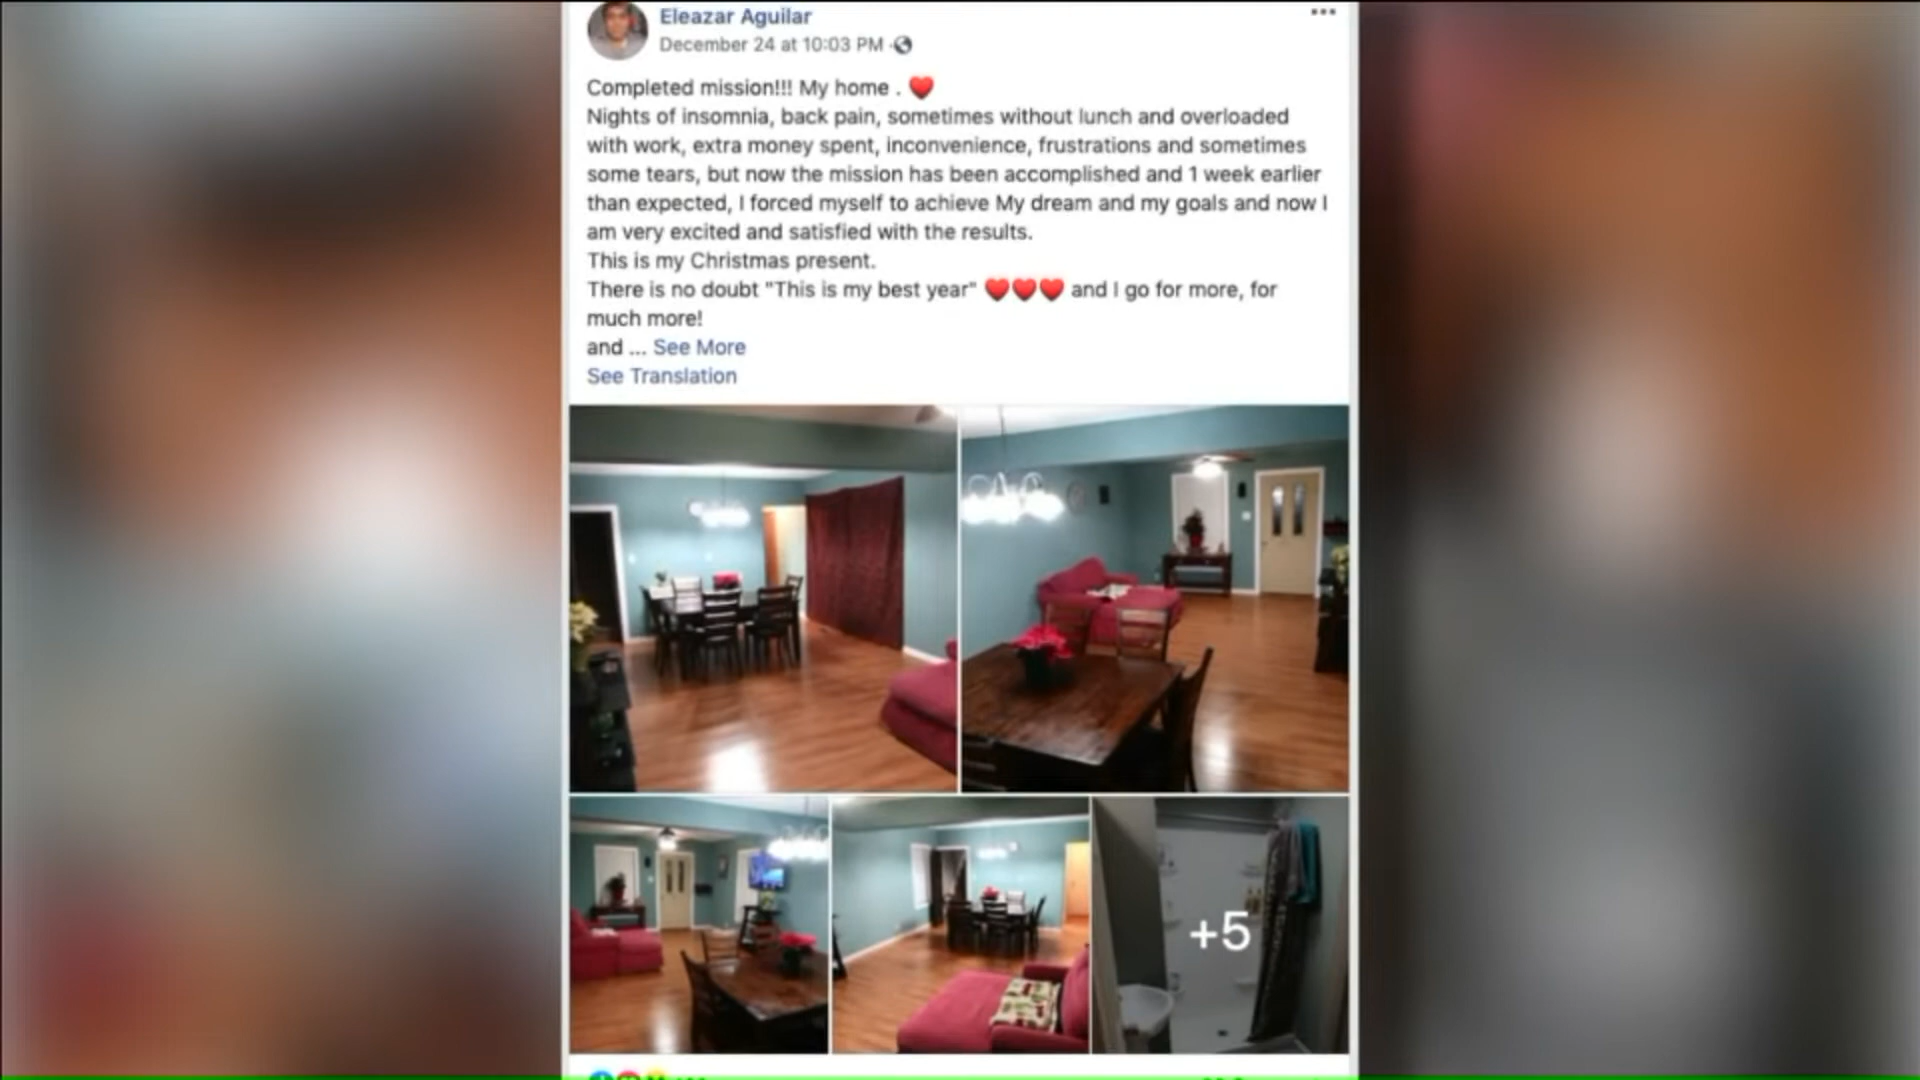 Eleazar Aguilar
December 24 at 10:03 PM
Completed mission!!! My home . ❤️
Nights of insomnia, back pain, sometimes without lunch and overloaded
with work, extra money spent, inconvenience, frustrations and sometimes
some tears, but now the mission has been accomplished and 1 week earlier
than expected, I forced myself to achieve My dream and my goals and now I
am very excited and satisfied with the results.
This is my Christmas present.
There is no doubt "This is my best year" ❤️❤️❤️ and I go for more, for
much more!
and ... See More
See Translation
+5